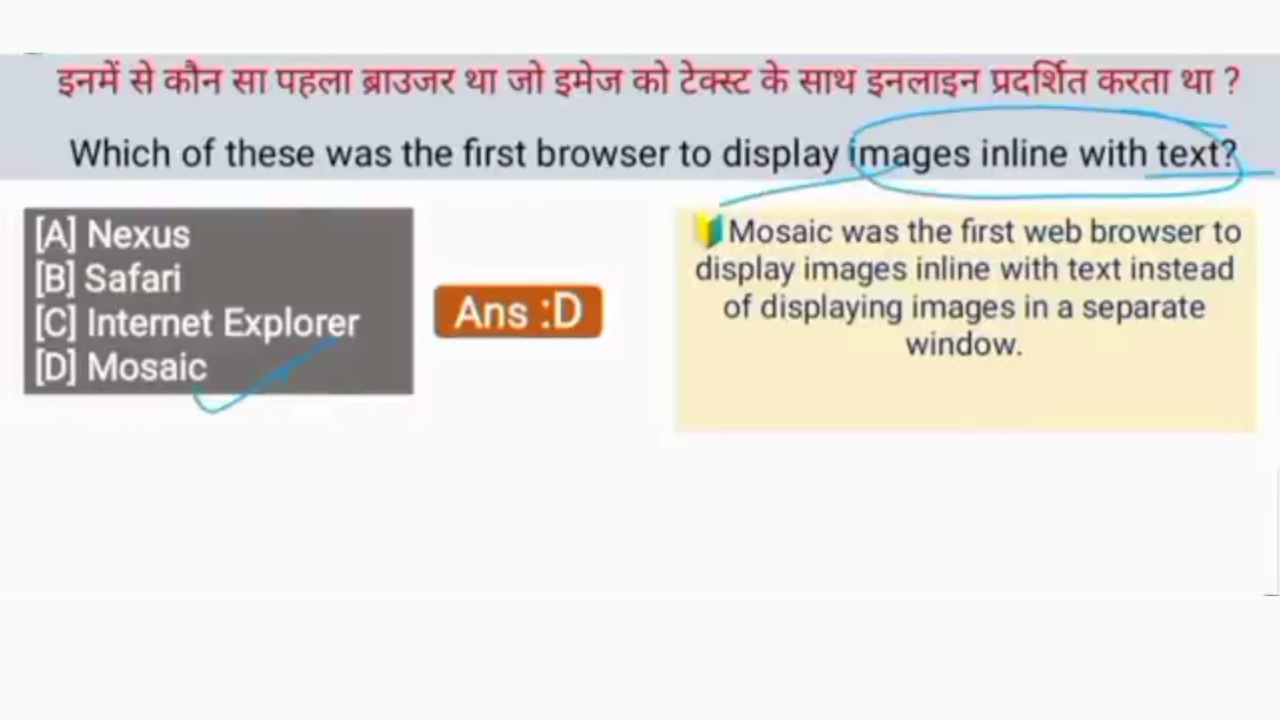 इनमें से कौन सा पहला ब्राउजर था जो इमेज को टेक्स्ट के साथ इनलाइन प्रदर्शित करता था ?
Which of these was the first browser to display images inline with text?
[A] Nexus
[B] Safari
[C] Internet Explorer
[D] Mosaic
Ans :D
Mosaic was the first web browser to
display images inline with text instead
of displaying images in a separate
window.